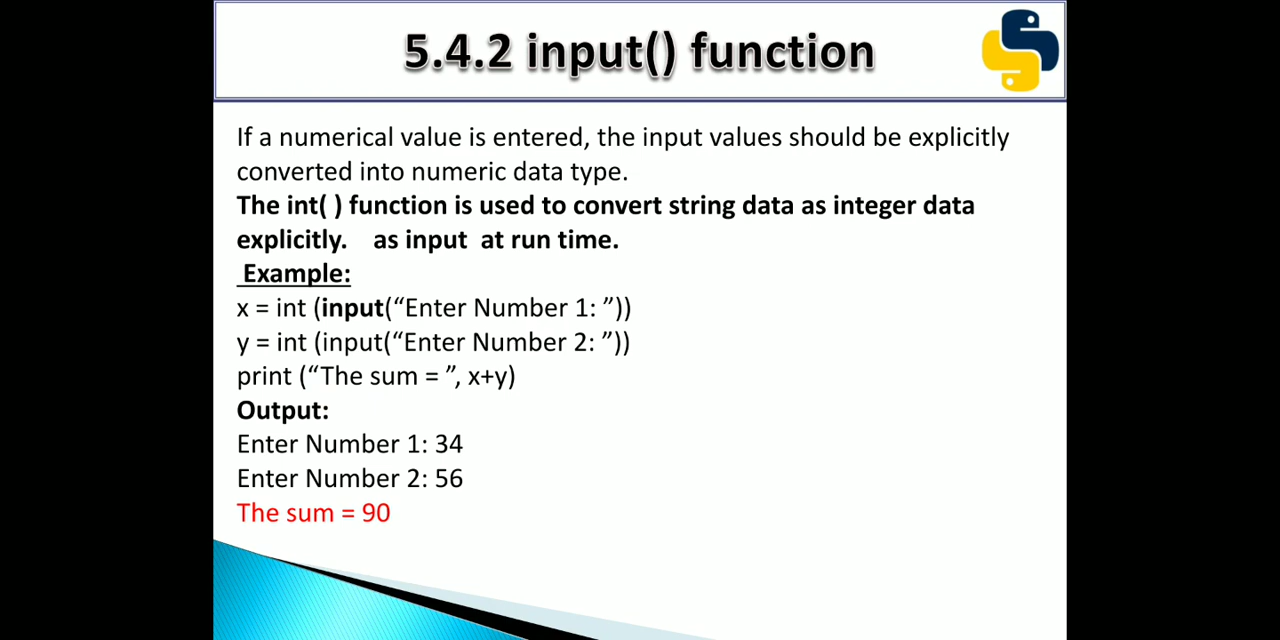 5.4.2 input() function
If a numerical value is entered, the input values should be explicitly
converted into numeric data type.
The int( ) function is used to convert string data as integer data
explicitly. as input at run time.
Example:
x = int (input(“Enter Number 1: ”))
y = int (input(“Enter Number 2: ”))
print (“The sum = ”, x+y)
Output:
Enter Number 1: 34
Enter Number 2: 56
The sum = 90